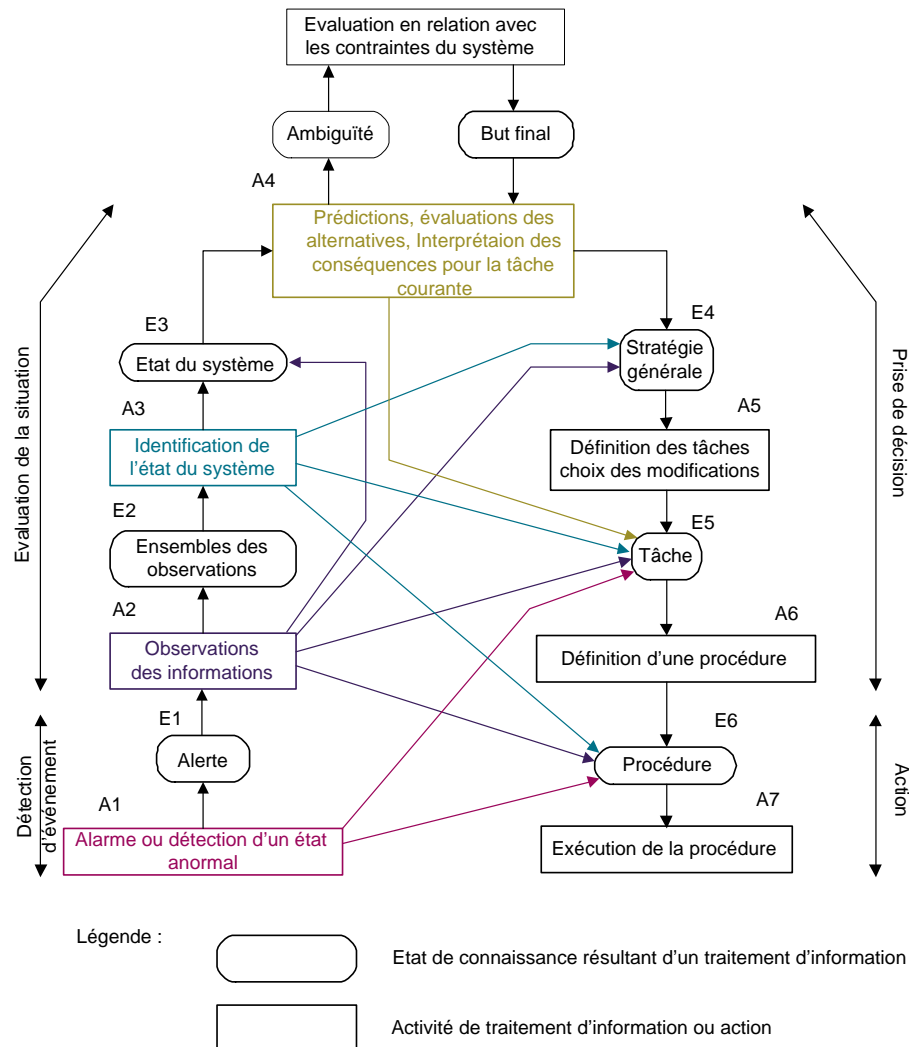 Evaluation en relation avec
les contraintes du système
Ambiguïté
But final
A4
Prédictions, évaluations des
alternatives, Interprétaion des
conséquences pour la tâche
courante
E3
E4
Etat du système
Stratégie
générale
A3
A5
Identification de
l'état du système
Définition des tâches
choix des modifications
E2
E5
Ensembles des
observations
Tâche
A2
A6
Observations
des informations
Définition d'une procédure
E1
E6
Alerte
Procédure
A1
A7
Alarme ou détection d'un état
anormal
Exécution de la procédure
Evaluation de la situation
Détection
d'événement
Prise de décision
Action
Légende :
Etat de connaissance résultant d'un traitement d'information
Activité de traitement d'information ou action